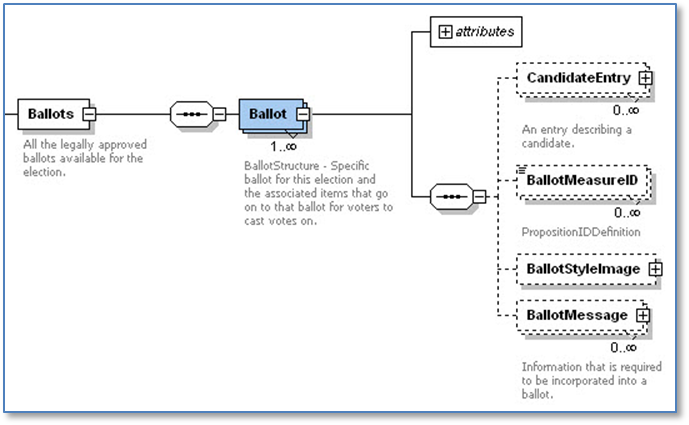 attributes
Ballots
All the legally approved
ballots available for the
election.
Ballot
1..∞
BallotStructure - Specific
ballot for this election and
the associated items that go
on to that ballot for voters to
cast votes on.
CandidateEntry
0..∞
An entry describing a
candidate.
BallotMeasureID
0..∞
PropositionIDDefinition
BallotStyleImage
BallotMessage
0..∞
Information that is required
to be incorporated into a
ballot.